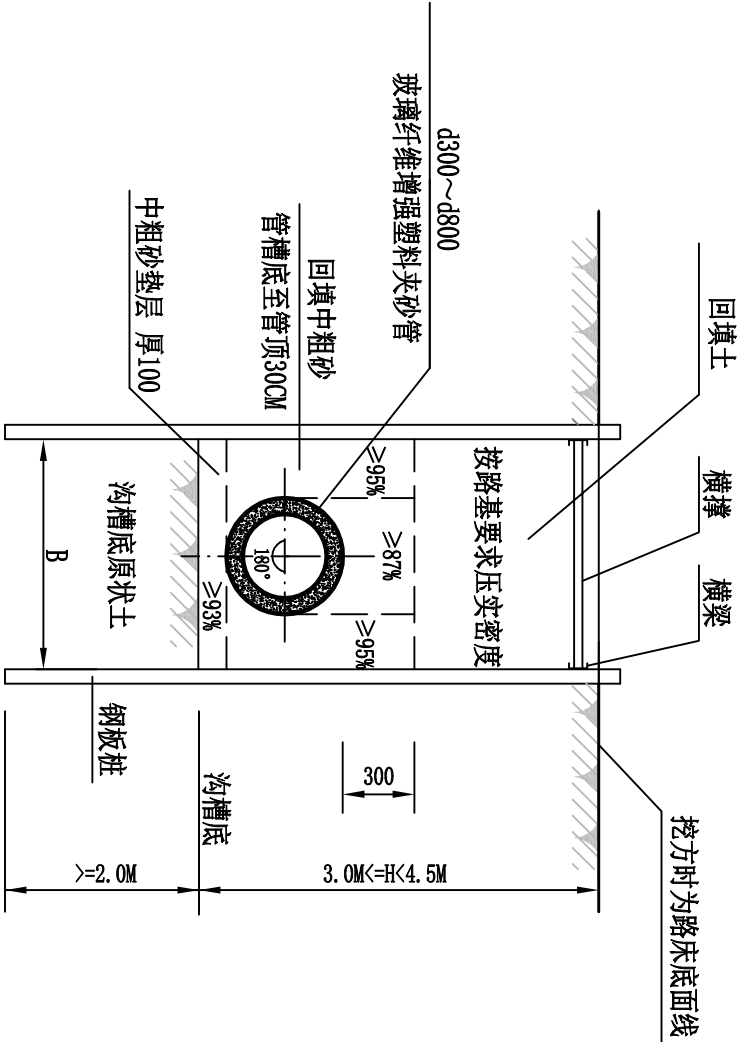 回填土
横撑
横梁
挖方时为路床底面线
按路基要求压实密度
d300～d800
玻璃纤维增强塑料夹砂管
≥95%
≥87%
≥95%
300
3.0M<=H<4.5M
回填中粗砂
管槽底至管顶30CM
180°
≥93%
沟槽底
中粗砂垫层 厚100
沟槽底原状土
钢板桩
>=2.0M
B